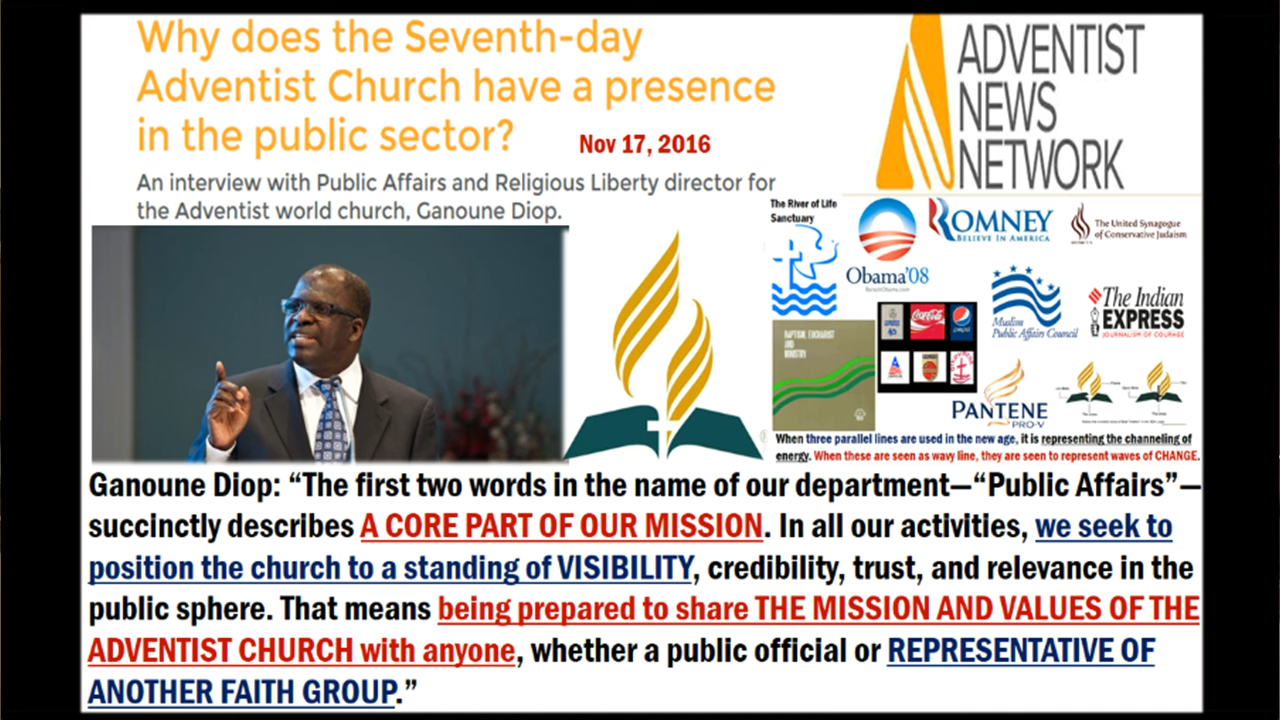 Why does the Seventh-day
Adventist Church have a presence
in the public sector?
Nov 17, 2016
An interview with Public Affairs and Religious Liberty director for
the Adventist world church, Ganoune Diop.
ADVENTIST
NEWS
NETWORK
The River of Life
Sanctuary
Obama'08
BarackObama.com
ROMNEY
BELIEVE IN AMERICA
The United Synagogue
of Conservative Judaism
Muslim
Public Affairs Council
The Indian
EXPRESS
JOURNALISM OF COURAGE
BAPTISM, EUCHARIST
AND
MINISTRY
Coca-Cola
pepsi
PANTENE
PRO-V
When three parallel lines are used in the new age, it is representing the channeling of
energy. When these are seen as wavy line, they are seen to represent waves of CHANGE.
Ganoune Diop: “The first two words in the name of our department—“Public Affairs”—
succinctly describes A CORE PART OF OUR MISSION. In all our activities, we seek to
position the church to a standing of VISIBILITY, credibility, trust, and relevance in the
public sphere. That means being prepared to share THE MISSION AND VALUES OF THE
ADVENTIST CHURCH with anyone, whether a public official or REPRESENTATIVE OF
ANOTHER FAITH GROUP.”